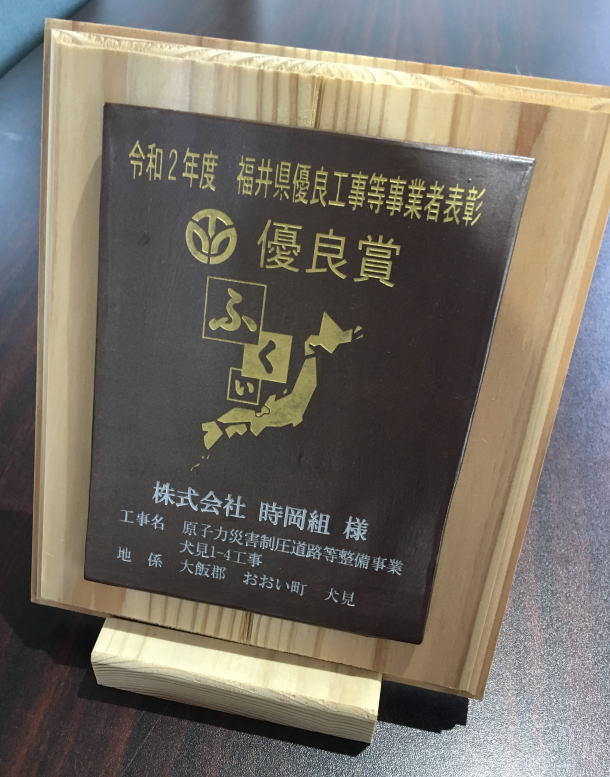 令和2年度 福井県優良工事等事業者表彰
優良賞
ふ
く
い
株式会社 時岡組 様
工事名 原子力災害制圧道路等整備事業
犬見1-4工事
地 係 大飯郡 おおい町 犬見